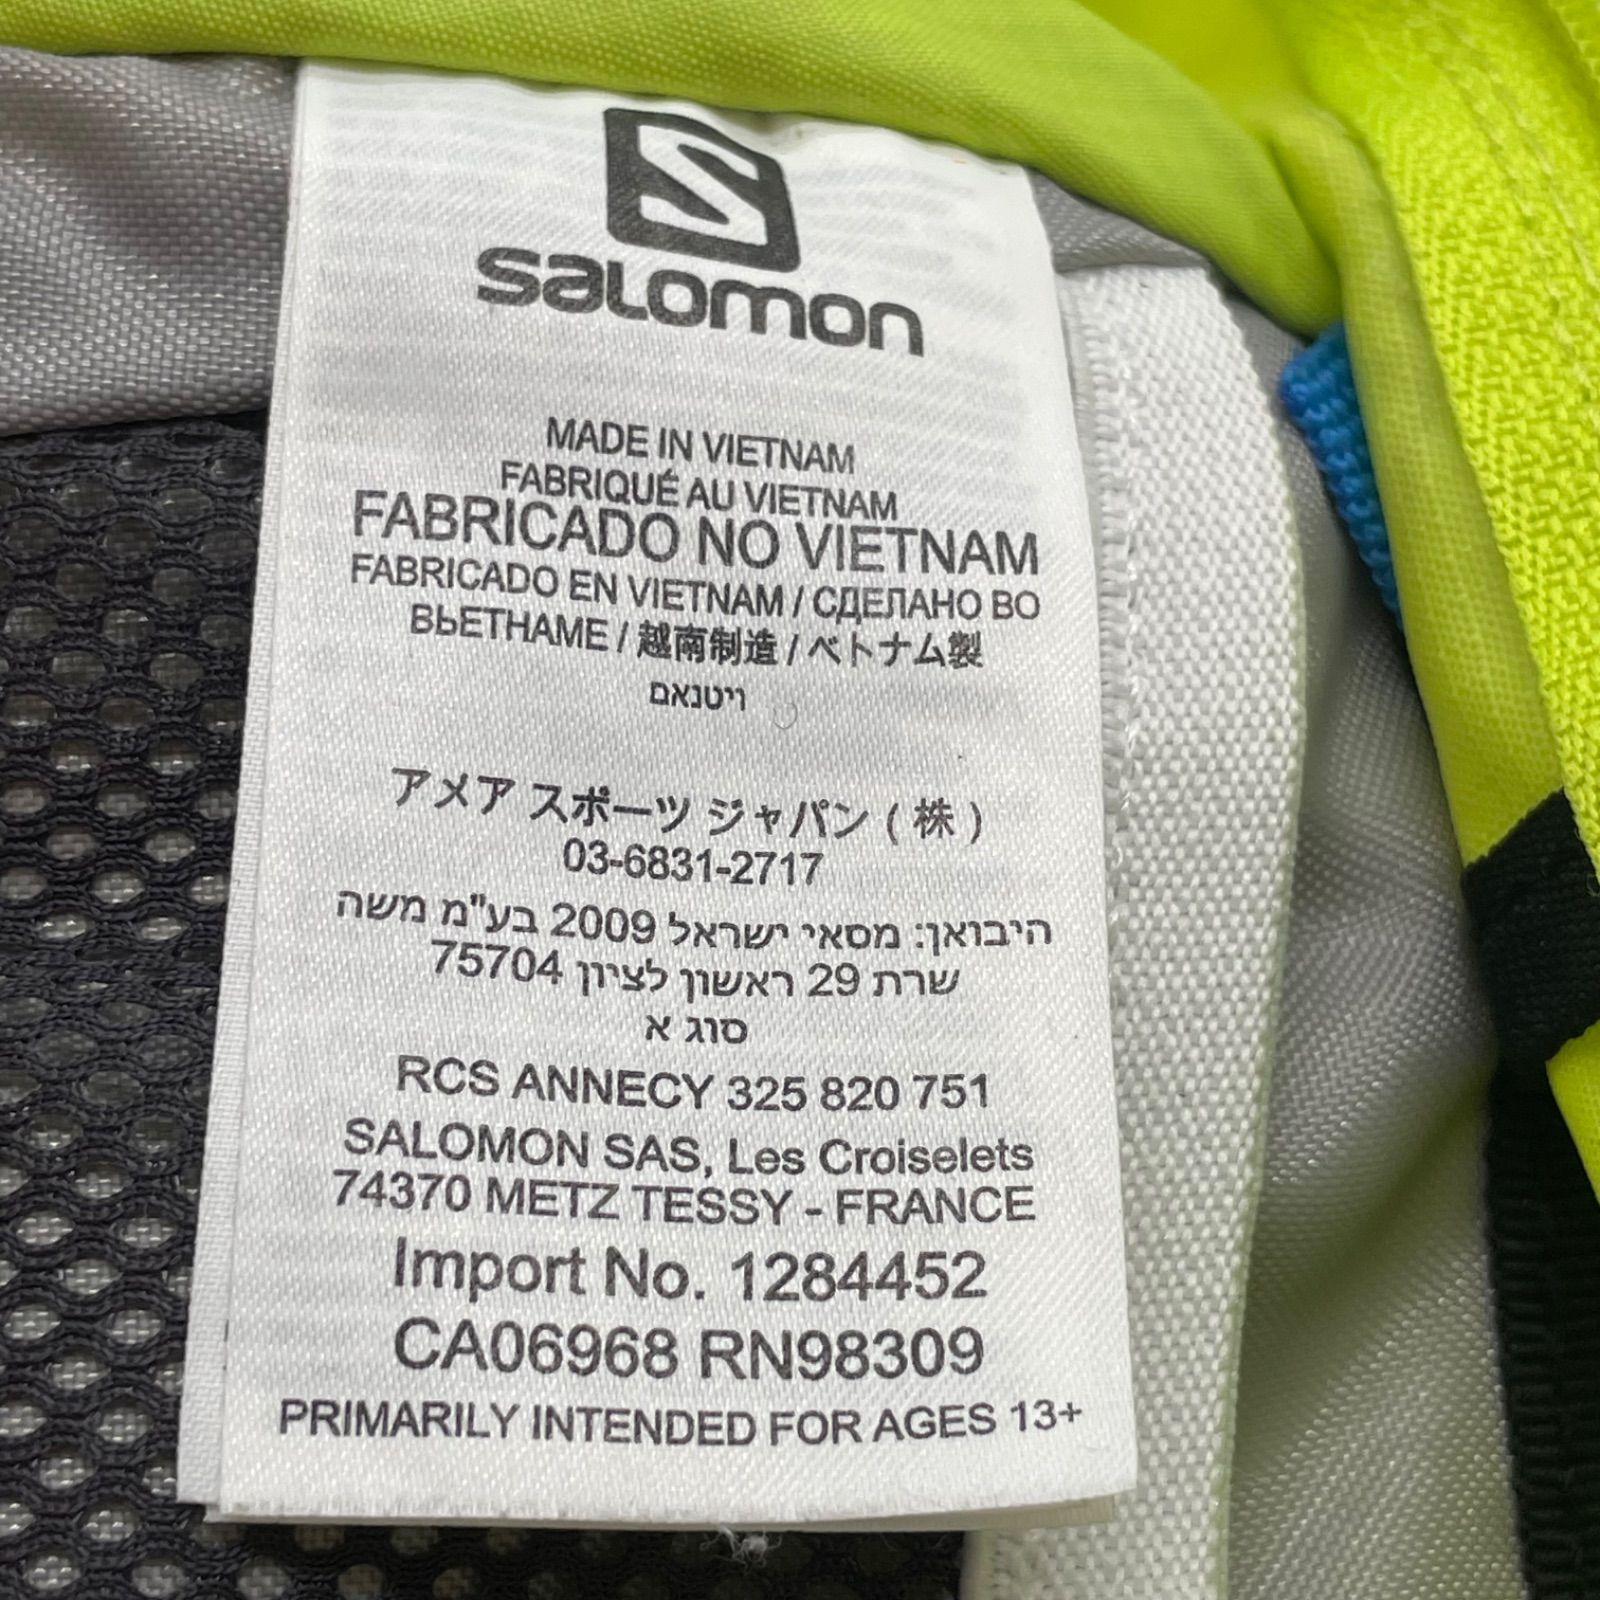 S
salomon
MADE IN VIETNAM
FABRIQUÉ AU VIETNAM
FABRICADO NO VIETNAM
FABRICADO EN VIETNAM / СДЕЛАНО ВО
ВЬЕТНАМЕ / 越南制造 / ベトナム製
ויטנאם
アメア スポーツ ジャパン ( 株 )
03-6831-2717
היבואן: מסאי ישראל 2009 בע"מ משה
שרת 29 ראשון לציון 75704
סוג א
RCS ANNECY 325 820 751
SALOMON SAS, Les Croiselets
74370 METZ TESSY - FRANCE
Import No. 1284452
CA06968 RN98309
PRIMARILY INTENDED FOR AGES 13+